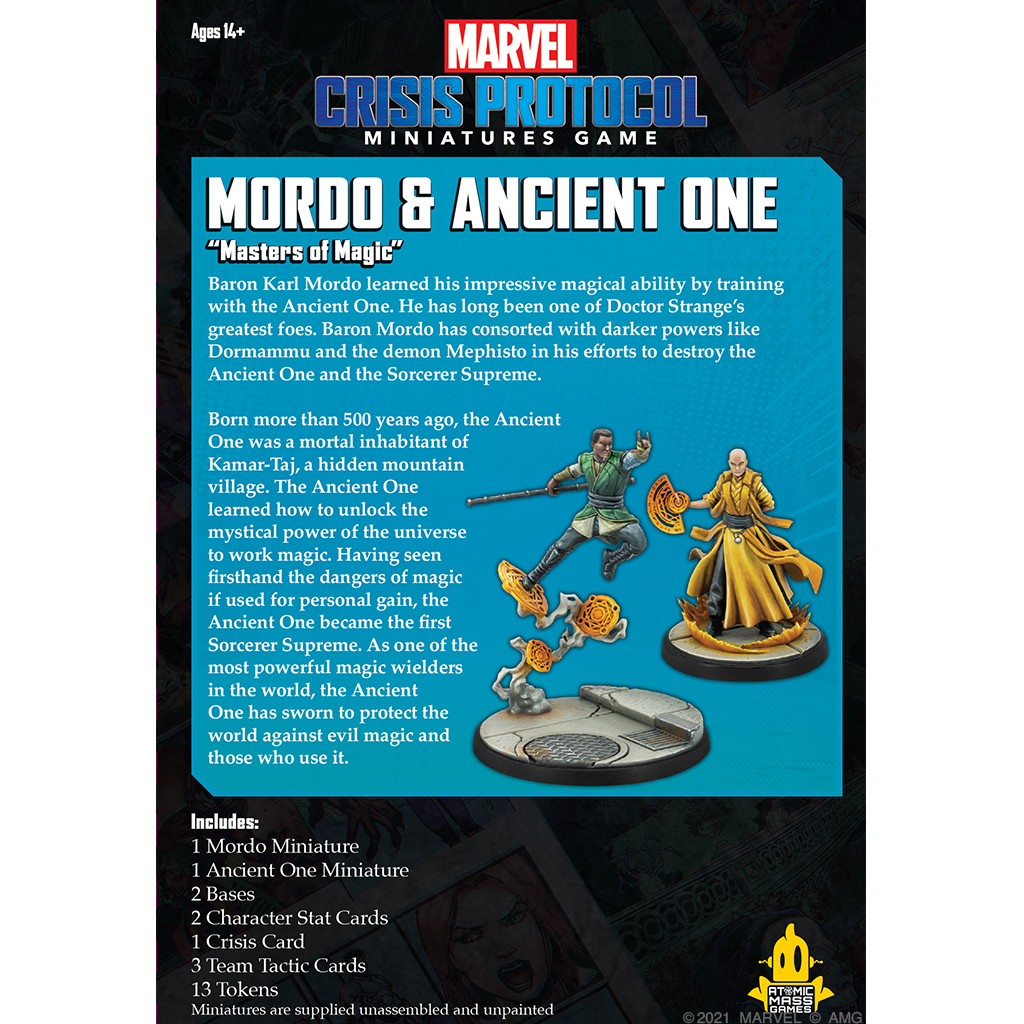 Ages 14+
MARVEL
CRISIS PROTOCOL
MINIATURES GAME
MORDO & ANCIENT ONE
“Masters of Magic”
Baron Karl Mordo learned his impressive magical ability by training
with the Ancient One. He has long been one of Doctor Strange’s
greatest foes. Baron Mordo has consorted with darker powers like
Dormammu and the demon Mephisto in his efforts to destroy the
Ancient One and the Sorcerer Supreme.
Born more than 500 years ago, the Ancient
One was a mortal inhabitant of
Kamar-Taj, a hidden mountain
village. The Ancient One
learned how to unlock the
mystical power of the universe
to work magic. Having seen
firsthand the dangers of magic
if used for personal gain, the
Ancient One became the first
Sorcerer Supreme. As one of the
most powerful magic wielders
in the world, the Ancient
One has sworn to protect the
world against evil magic and
those who use it.
Includes:
1 Mordo Miniature
1 Ancient One Miniature
2 Bases
2 Character Stat Cards
1 Crisis Card
3 Team Tactic Cards
13 Tokens
Miniatures are supplied unassembled and unpainted
ATOMIC
MASS
GAMES
©2021 MARVEL © AMG